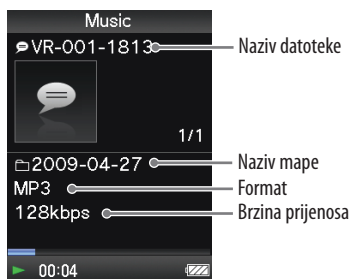 Music
VR-001-1813
Naziv datoteke
1/1
2009-04-27
Naziv mape
MP3
Format
128kbps
Brzina prijenosa
00:04